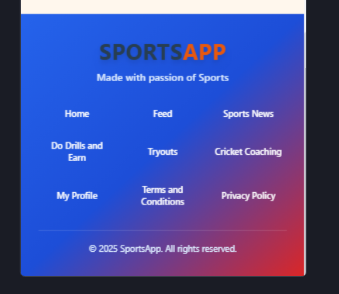 SPORTSAPP
Made with passion of Sports
Home Feed Sports News
Do Drills and
Earn
Tryouts
Cricket Coaching
My Profile
Terms and
Conditions
Privacy Policy
© 2025 SportsApp. All rights reserved.